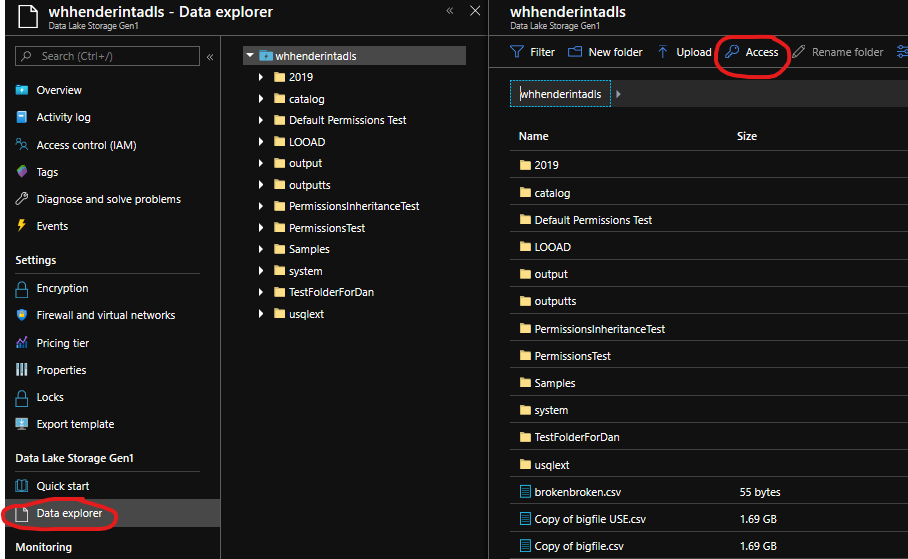 whhenderintadls - Data explorer
Data Lake Storage Gen1
Search (Ctrl+/)
Overview
Activity log
Access control (IAM)
Tags
Diagnose and solve problems
Events
Settings
Encryption
Firewall and virtual networks
Pricing tier
Properties
Locks
Export template
Data Lake Storage Gen1
Quick start
Data explorer
Monitoring
whhenderintadls
2019
catalog
Default Permissions Test
LOOAD
output
outputts
PermissionsInheritanceTest
PermissionsTest
Samples
system
TestFolderForDan
usqlext
whhenderintadls
Data Lake Storage Gen1
Filter New folder Upload Access Rename folder
whhenderintadls
Name Size
2019
catalog
Default Permissions Test
LOOAD
output
outputts
PermissionsInheritanceTest
PermissionsTest
Samples
system
TestFolderForDan
usqlext
brokenbroken.csv 55 bytes
Copy of bigfile USE.csv 1.69 GB
Copy of bigfile.csv 1.69 GB